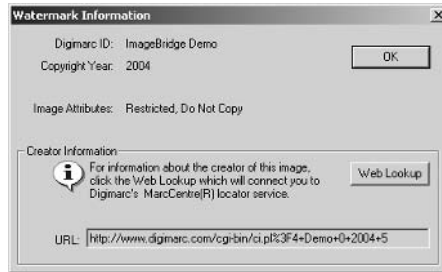 Watermark Information
Digimarc ID: ImageBridge Demo
OK
Copyright Year: 2004
Image Attributes: Restricted, Do Not Copy
Creator Information
For information about the creator of this image,
click the Web Lookup which will connect you to
Digimarc's MarcCentre(R) locator service.
Web Lookup
URL: http://www.digimarc.com/cgi-bin/ci.pl%3F4+Demo+0+2004+5